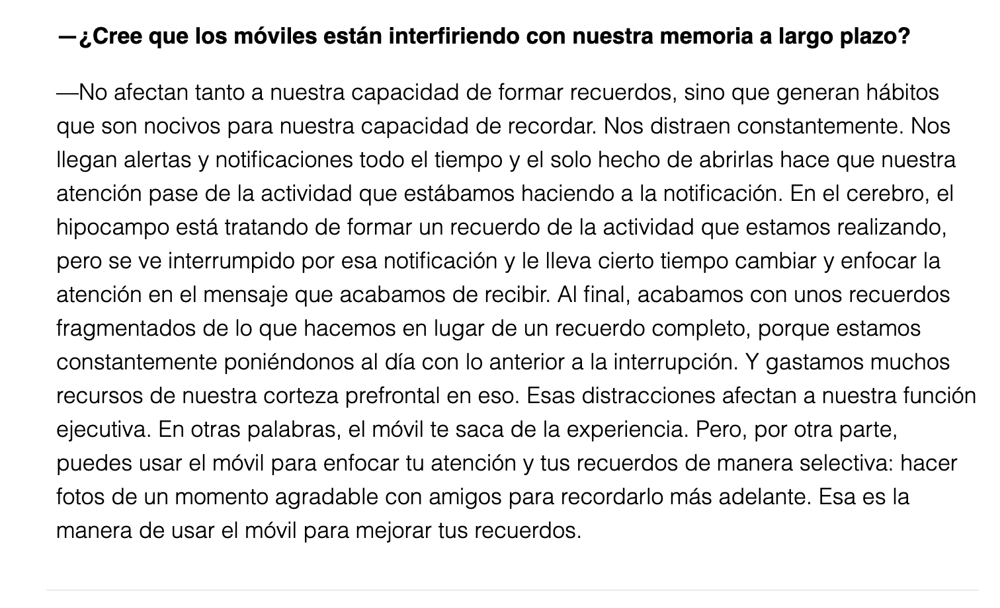 —¿Cree que los móviles están interfiriendo con nuestra memoria a largo plazo?
—No afectan tanto a nuestra capacidad de formar recuerdos, sino que generan hábitos
que son nocivos para nuestra capacidad de recordar. Nos distraen constantemente. Nos
llegan alertas y notificaciones todo el tiempo y el solo hecho de abrirlas hace que nuestra
atención pase de la actividad que estábamos haciendo a la notificación. En el cerebro, el
hipocampo está tratando de formar un recuerdo de la actividad que estamos realizando,
pero se ve interrumpido por esa notificación y le lleva cierto tiempo cambiar y enfocar la
atención en el mensaje que acabamos de recibir. Al final, acabamos con unos recuerdos
fragmentados de lo que hacemos en lugar de un recuerdo completo, porque estamos
constantemente poniéndonos al día con lo anterior a la interrupción. Y gastamos muchos
recursos de nuestra corteza prefrontal en eso. Esas distracciones afectan a nuestra función
ejecutiva. En otras palabras, el móvil te saca de la experiencia. Pero, por otra parte,
puedes usar el móvil para enfocar tu atención y tus recuerdos de manera selectiva: hacer
fotos de un momento agradable con amigos para recordarlo más adelante. Esa es la
manera de usar el móvil para mejorar tus recuerdos.